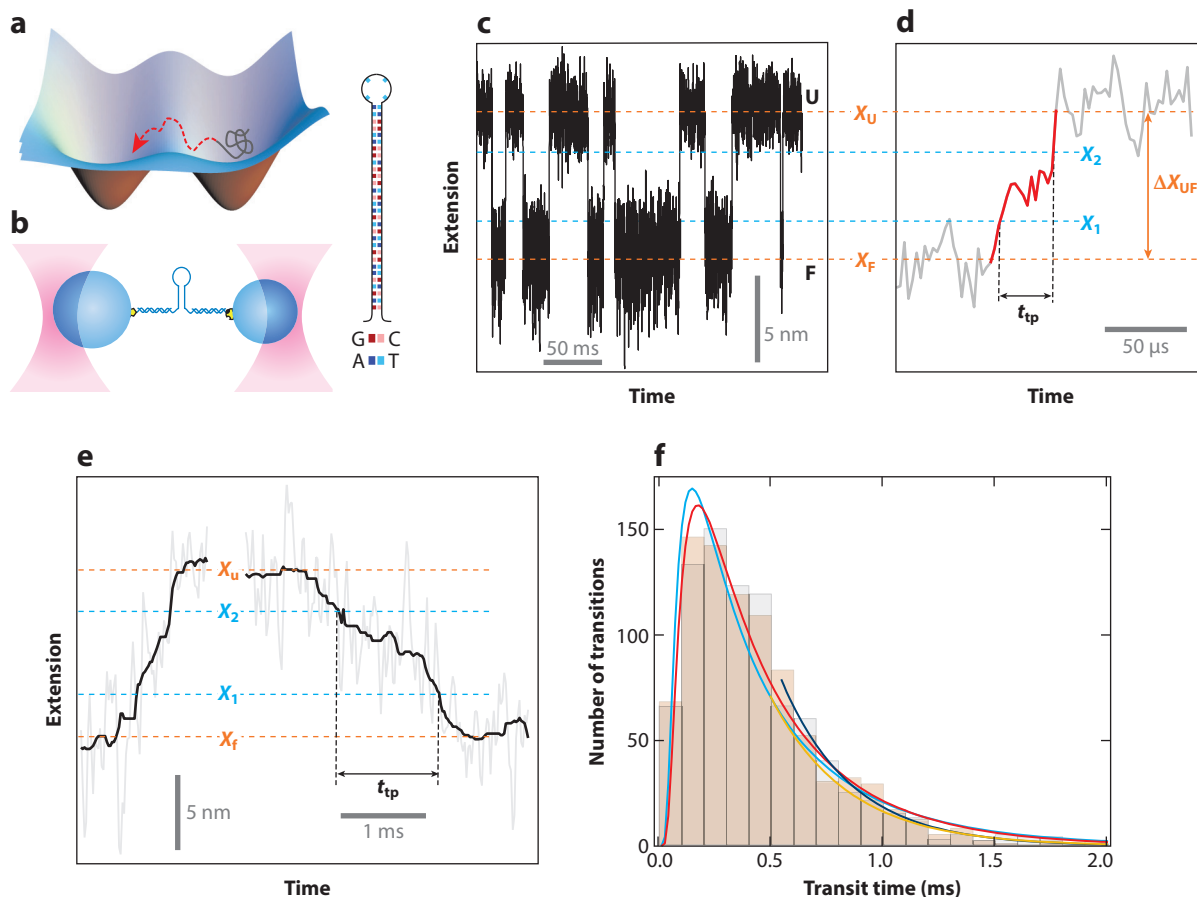 a
b
G C
A T
c
Extension
U
F
50 ms
5 nm
Time
X_U
X_2
X_1
X_F
d
ΔX_UF
t_tp
50 µs
Time
e
Extension
X_u
X_2
X_1
X_f
t_tp
5 nm
1 ms
Time
f
Number of transitions
150
100
50
0
0.0 0.5 1.0 1.5 2.0
Transit time (ms)